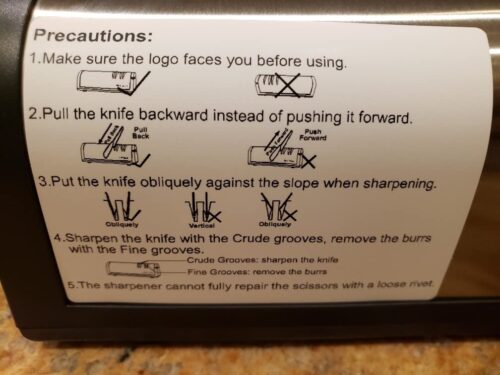 Precautions:
1.Make sure the logo faces you before using.
2.Pull the knife backward instead of pushing it forward.
Pull Back
Push Forward
3.Put the knife obliquely against the slope when sharpening.
Obliquely Vertical Obliquely
4.Sharpen the knife with the Crude grooves, remove the burrs
with the Fine grooves.
Crude Grooves: sharpen the knife
Fine Grooves: remove the burrs
5.The sharpener cannot fully repair the scissors with a loose rivet.